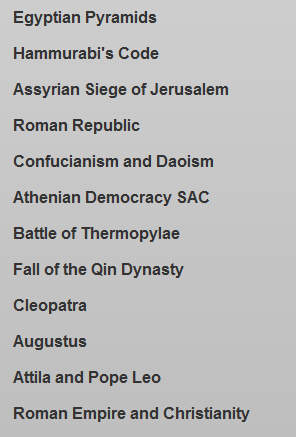 Egyptian Pyramids
Hammurabi's Code
Assyrian Siege of Jerusalem
Roman Republic
Confucianism and Daoism
Athenian Democracy SAC
Battle of Thermopylae
Fall of the Qin Dynasty
Cleopatra
Augustus
Attila and Pope Leo
Roman Empire and Christianity